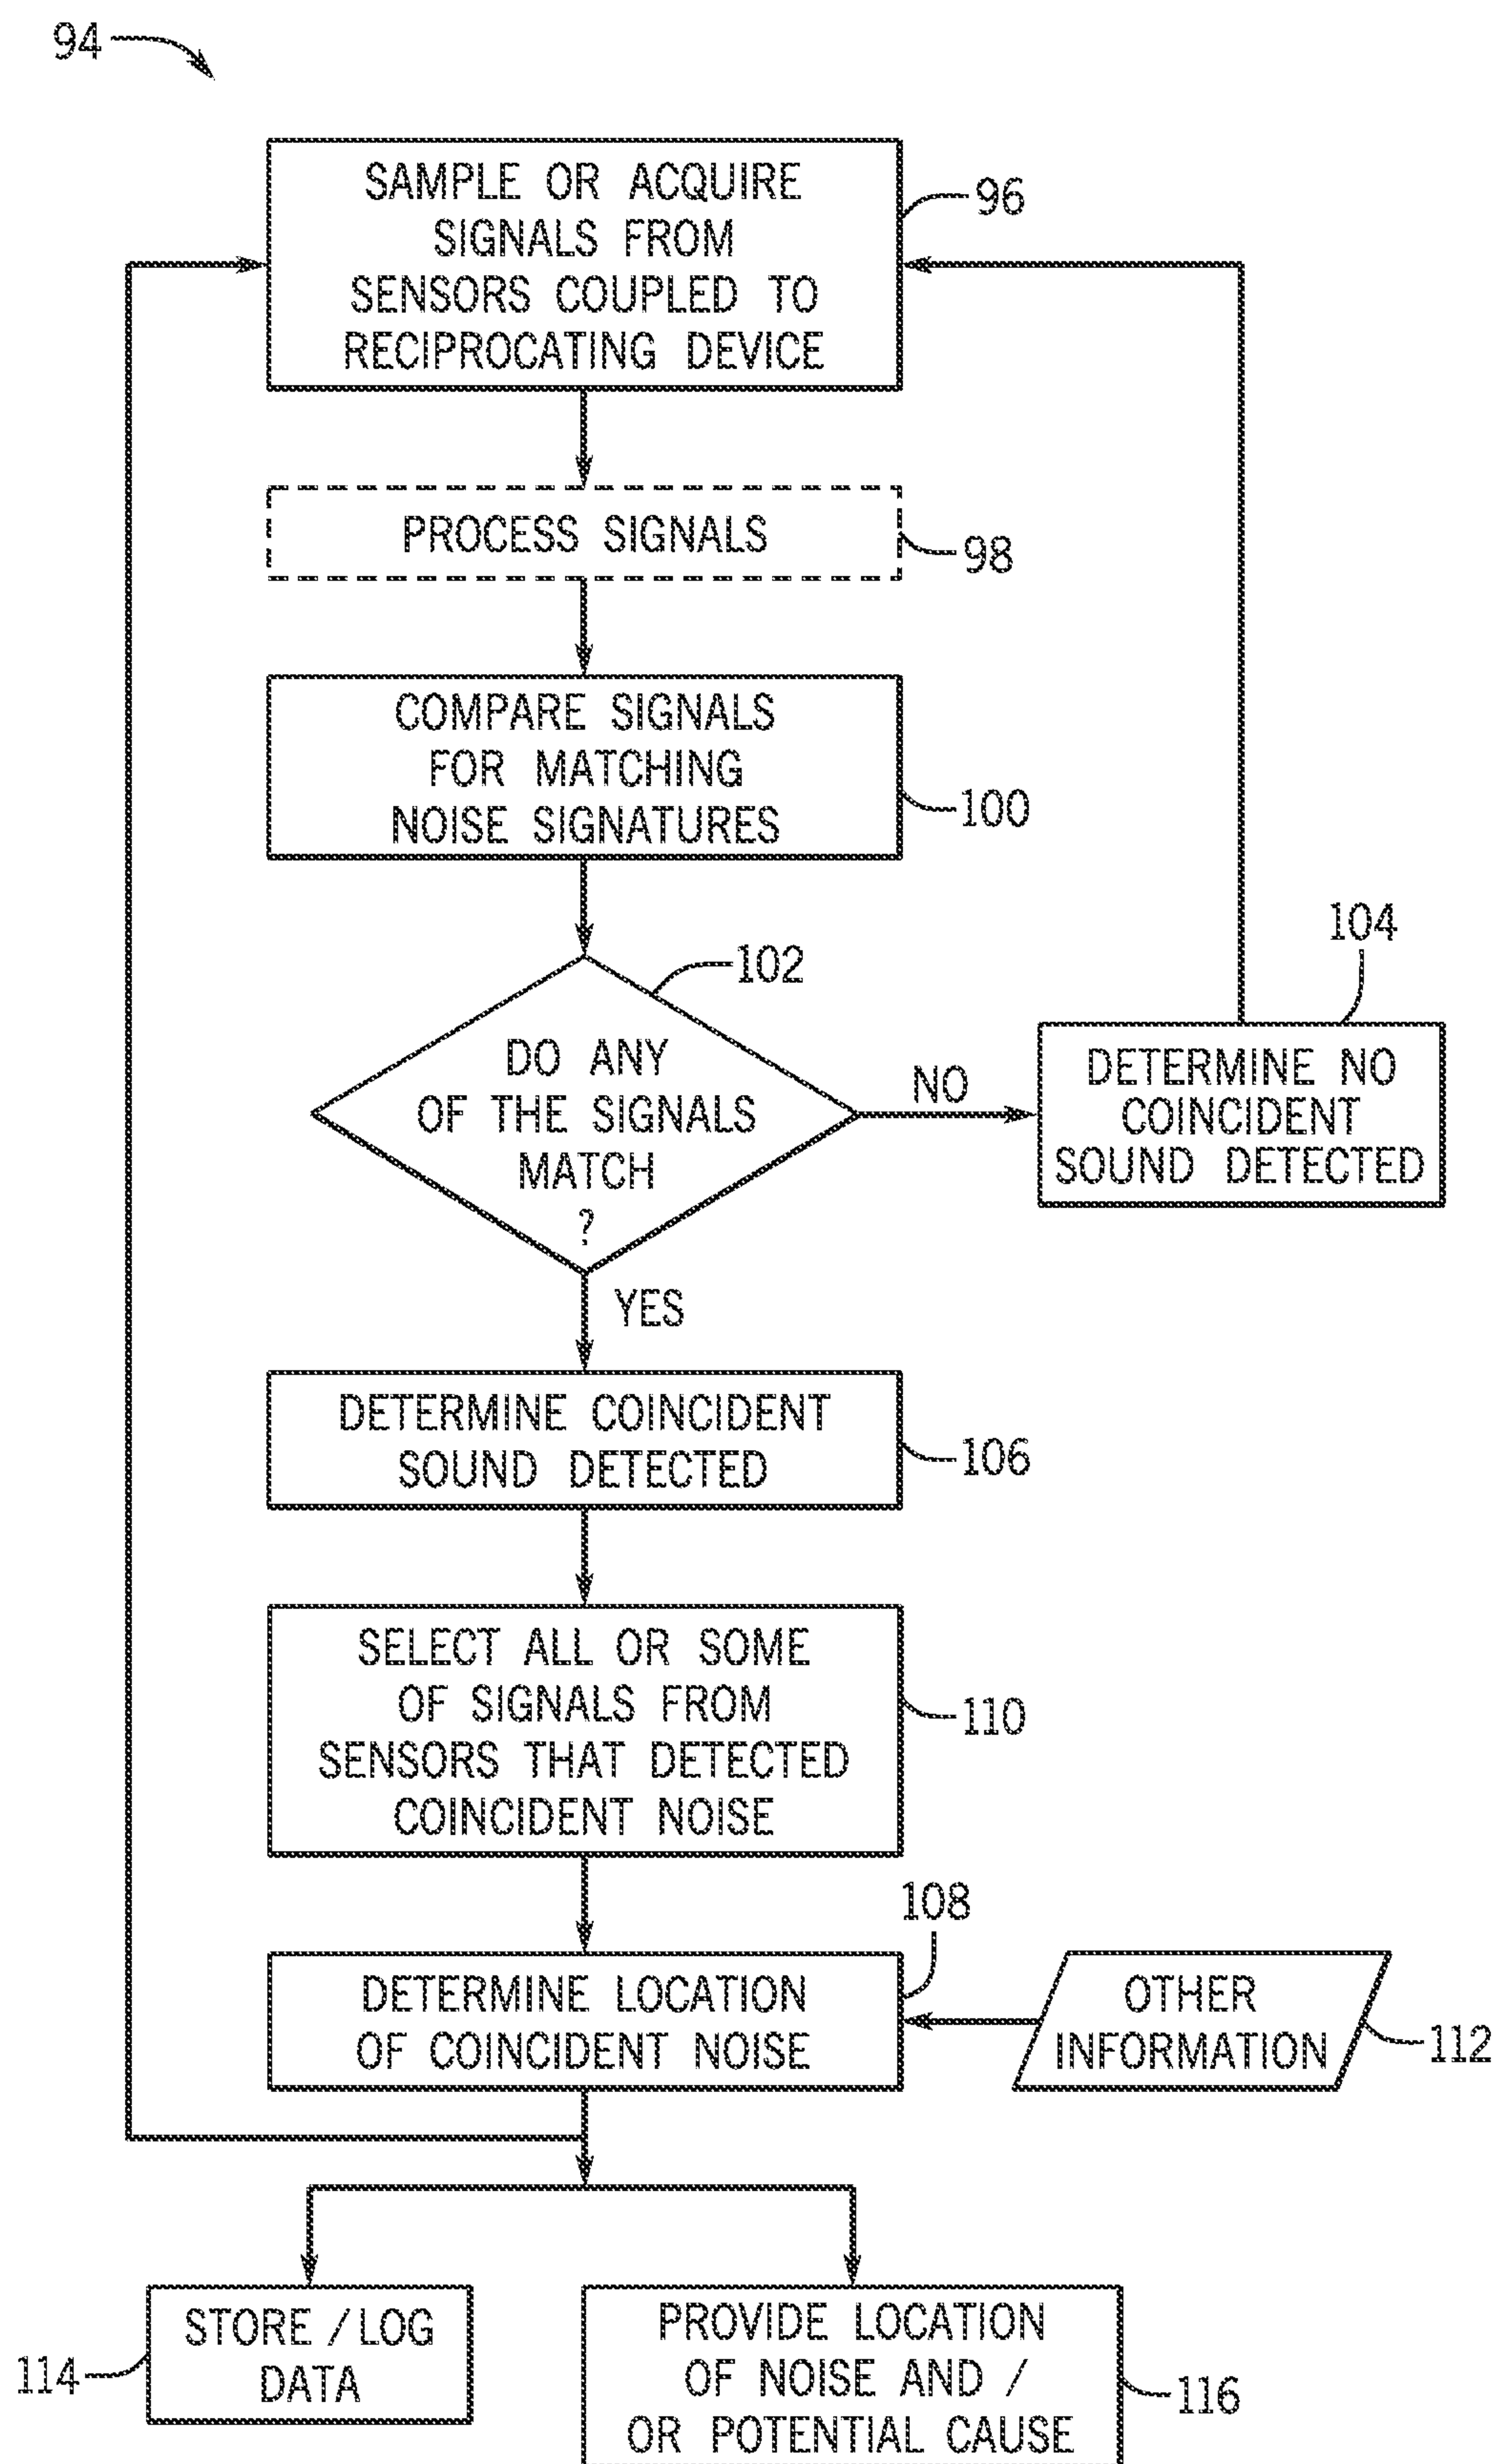 94
SAMPLE OR ACQUIRE
SIGNALS FROM
SENSORS COUPLED TO
RECIPROCATING DEVICE
96
PROCESS SIGNALS
98
COMPARE SIGNALS
FOR MATCHING
NOISE SIGNATURES
100
102
DO ANY
OF THE SIGNALS
MATCH
?
NO
104
DETERMINE NO
COINCIDENT
SOUND DETECTED
YES
DETERMINE COINCIDENT
SOUND DETECTED
106
SELECT ALL OR SOME
OF SIGNALS FROM
SENSORS THAT DETECTED
COINCIDENT NOISE
110
108
DETERMINE LOCATION
OF COINCIDENT NOISE
OTHER
INFORMATION
112
STORE / LOG
DATA
114
PROVIDE LOCATION
OF NOISE AND /
OR POTENTIAL CAUSE
116